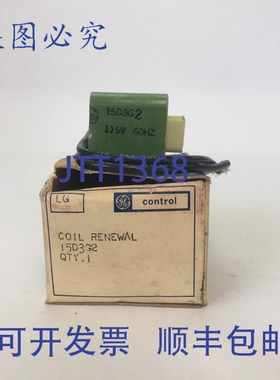 图必究
15D3G2
115V 60HZ
JTT1368
LG
GE control
COIL RENEWAL
15D3G2
QTY. 1
可开发票 顺丰包邮